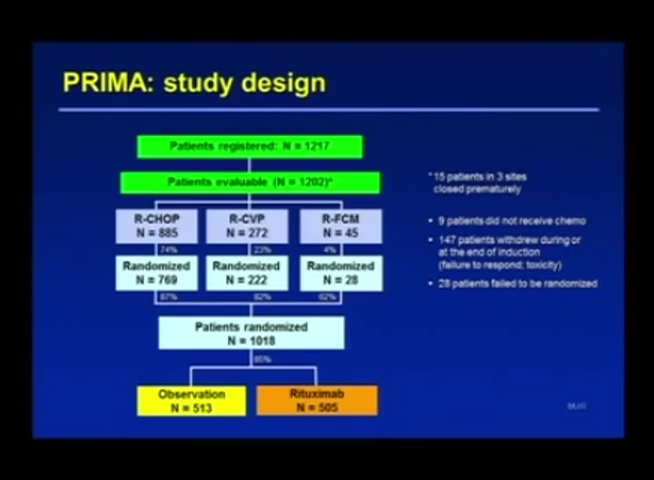 PRIMA: study design
Patients registered: N = 1217
Patients evaluable (N = 1202)*
R-CHOP
N = 885
R-CVP
N = 272
R-FCM
N = 45
74%
23%
4%
Randomized
N = 769
Randomized
N = 222
Randomized
N = 28
87%
82%
62%
Patients randomized
N = 1018
85%
Observation
N = 513
Rituximab
N = 505
* 15 patients in 3 sites
closed prematurely
• 9 patients did not receive chemo
• 147 patients withdrew during or
at the end of induction
(failure to respond; toxicity)
• 28 patients failed to be randomized